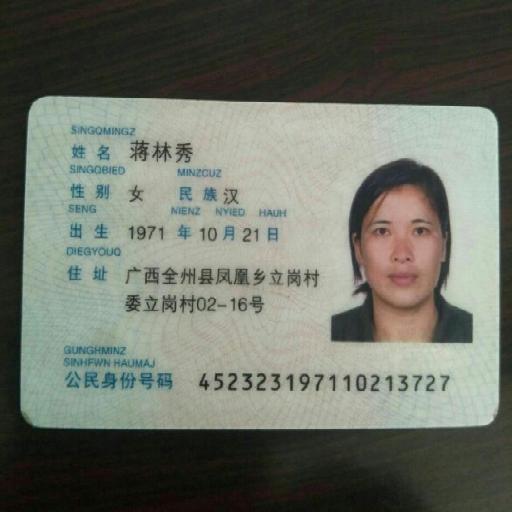 SINGQMINGZ
姓名 蒋林秀
SINGQBIED MINZCUZ
性别 女 民族 汉
SENG NIENZ NYIED HAUH
出生 1971 年 10 月 21 日
DIEGYOUQ
住址 广西全州县凤凰乡立岗村
委立岗村02-16号
GUNGHMINZ
SINHFWN HAUMAJ
公民身份号码 452323197110213727